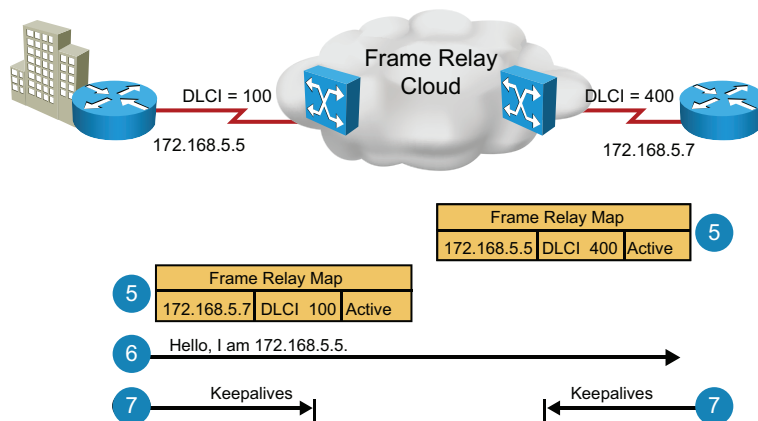 Frame Relay
Cloud
DLCI = 100
DLCI = 400
172.168.5.5
172.168.5.7
Frame Relay Map
172.168.5.5 DLCI 400 Active
5
Frame Relay Map
5
172.168.5.7 DLCI 100 Active
6
Hello, I am 172.168.5.5.
7
Keepalives
Keepalives
7